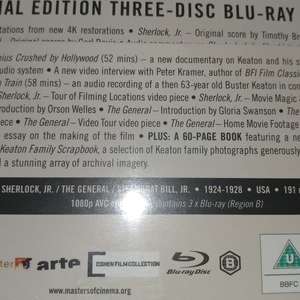 IAL EDITION THREE-DISC BLU-RAY
tations from new 4K restorations • Sherlock, Jr. – Original score by Timothy Br
nius Crushed by Hollywood (52 mins) – a new documentary on Keaton and his s
udio system • A new video interview with Peter Kramer, author of BFI Film Classic
n Train (58 mins) – an audio recording of a then 63-year old Buster Keaton in con
Sherlock, Jr. – Tour of Filming Locations video piece • Sherlock, Jr. – Movie Magic
ntroduction by Orson Welles • The General – Introduction by Gloria Swanson • The
ece • The General – Video Tour video piece • The General – Home Movie Footage
essay on the making of the film • PLUS: A 60-PAGE BOOK featuring a ne
Keaton Family Scrapbook, a selection of Keaton family photographs generously
d a stunning array of archival imagery.
SHERLOCK, JR. / THE GENERAL / STEAMBOAT BILL, JR. • 1924-1928 • USA • 191 m
1080p AVC en contains 3 x Blu-ray (Region B)
ster
arte
COHEN FILM COLLECTION
Blu-ray Disc
U
BBFC
www.mastersofcinema.org